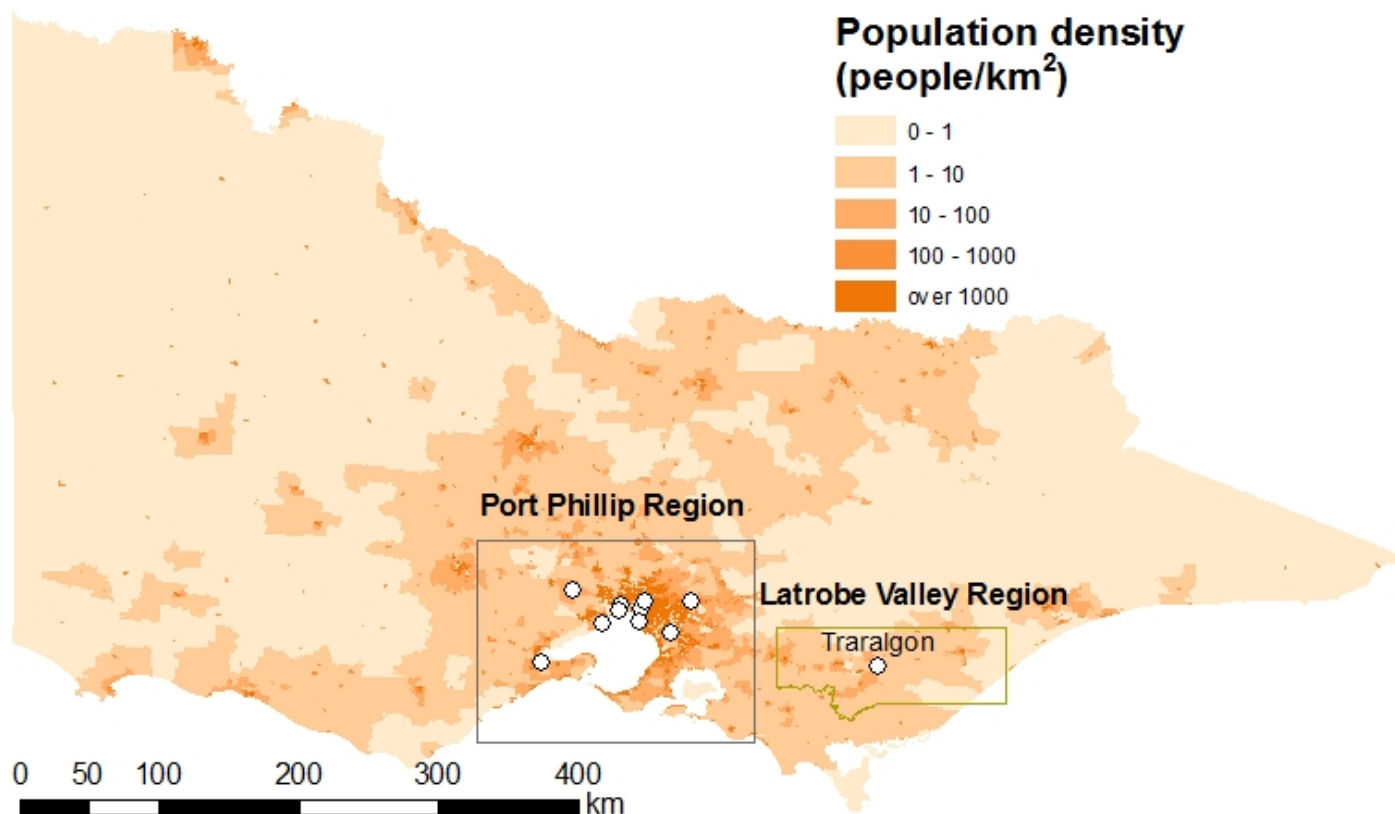 Population density
(people/km²)
0 - 1
1 - 10
10 - 100
100 - 1000
over 1000
Port Phillip Region
Latrobe Valley Region
Traralgon
0 50 100 200 300 400
km